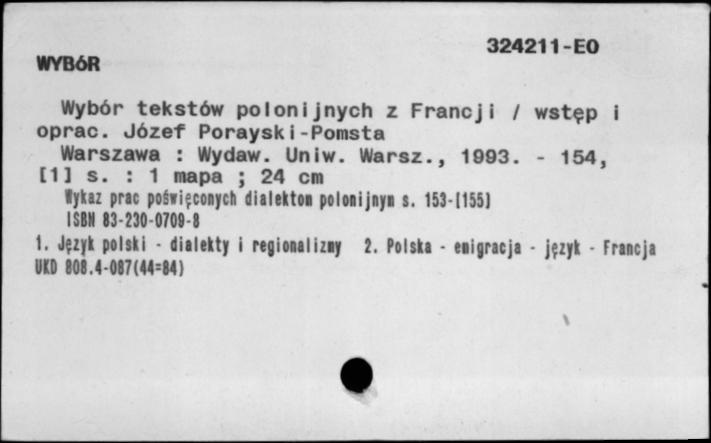 324211-EO
WYBÓR
Wybór tekstów polonijnych z Francji / wstęp i
oprac. Józef Porayski-Pomsta
Warszawa : Wydaw. Uniw. Warsz., 1993. - 154,
[1] s. : 1 mapa ; 24 cm
Wykaz prac poświęconych dialektom polonijnym s. 153-[155]
ISBN 83-230-0709-8
1. Język polski - dialekty i regionalizmy 2. Polska - emigracja - język - Francja
UKD 808.4-087(44=84)